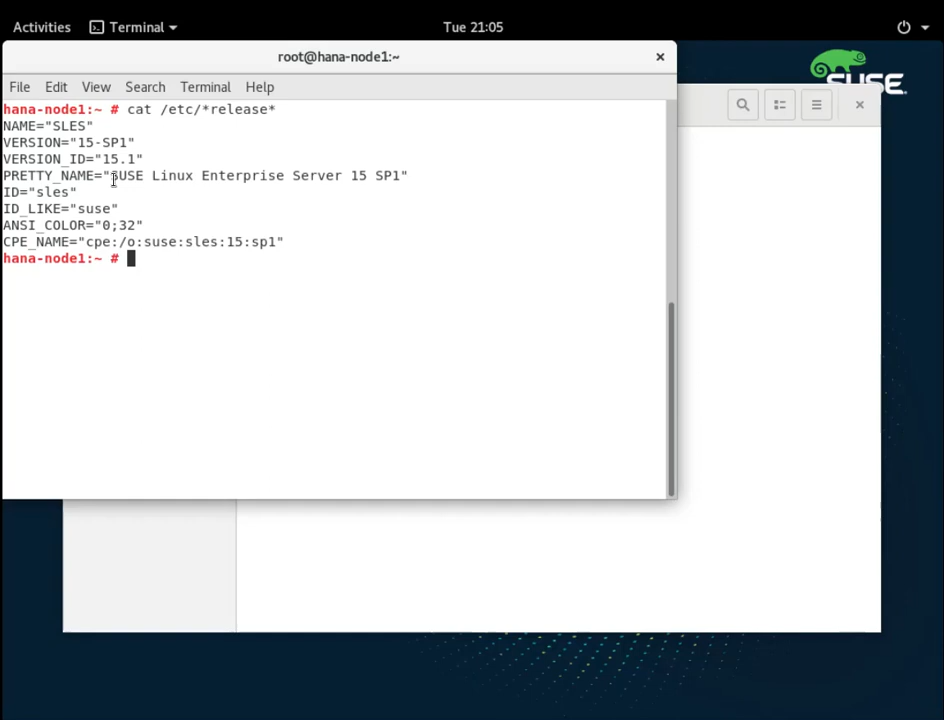 Activities Terminal Tue 21:05
root@hana-node1:~
File Edit View Search Terminal Help
SUSE
hana-node1:~ # cat /etc/*release*
NAME="SLES"
VERSION="15-SP1"
VERSION_ID="15.1"
PRETTY_NAME="SUSE Linux Enterprise Server 15 SP1"
ID="sles"
ID_LIKE="suse"
ANSI_COLOR="0;32"
CPE_NAME="cpe:/o:suse:sles:15:sp1"
hana-node1:~ #